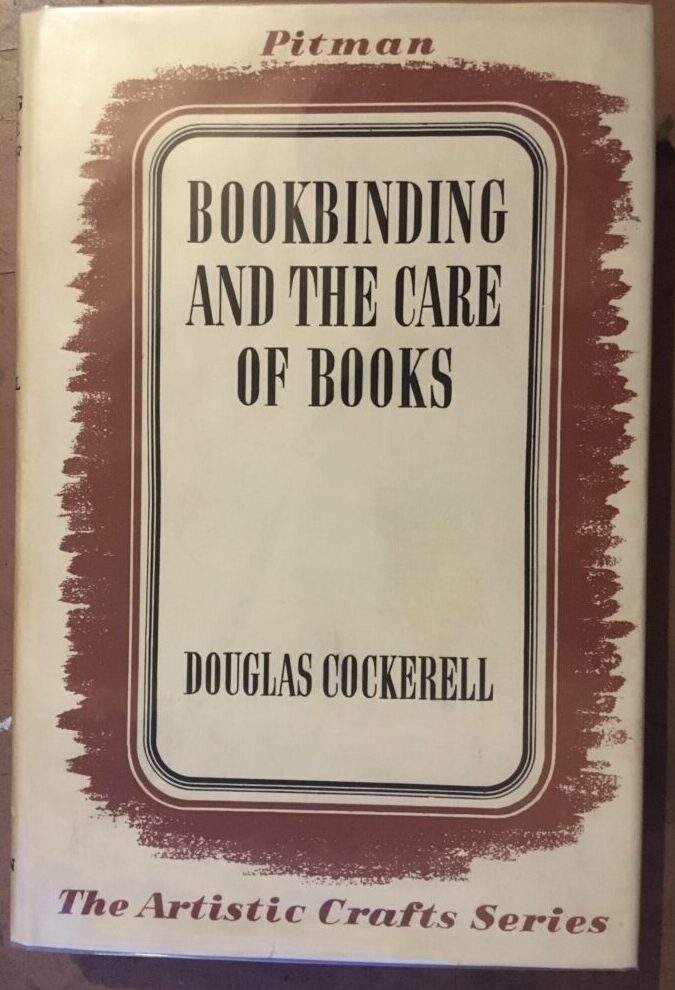 Pitman
BOOKBINDING
AND THE CARE
OF BOOKS
DOUGLAS COCKERELL
The Artistic Crafts Series